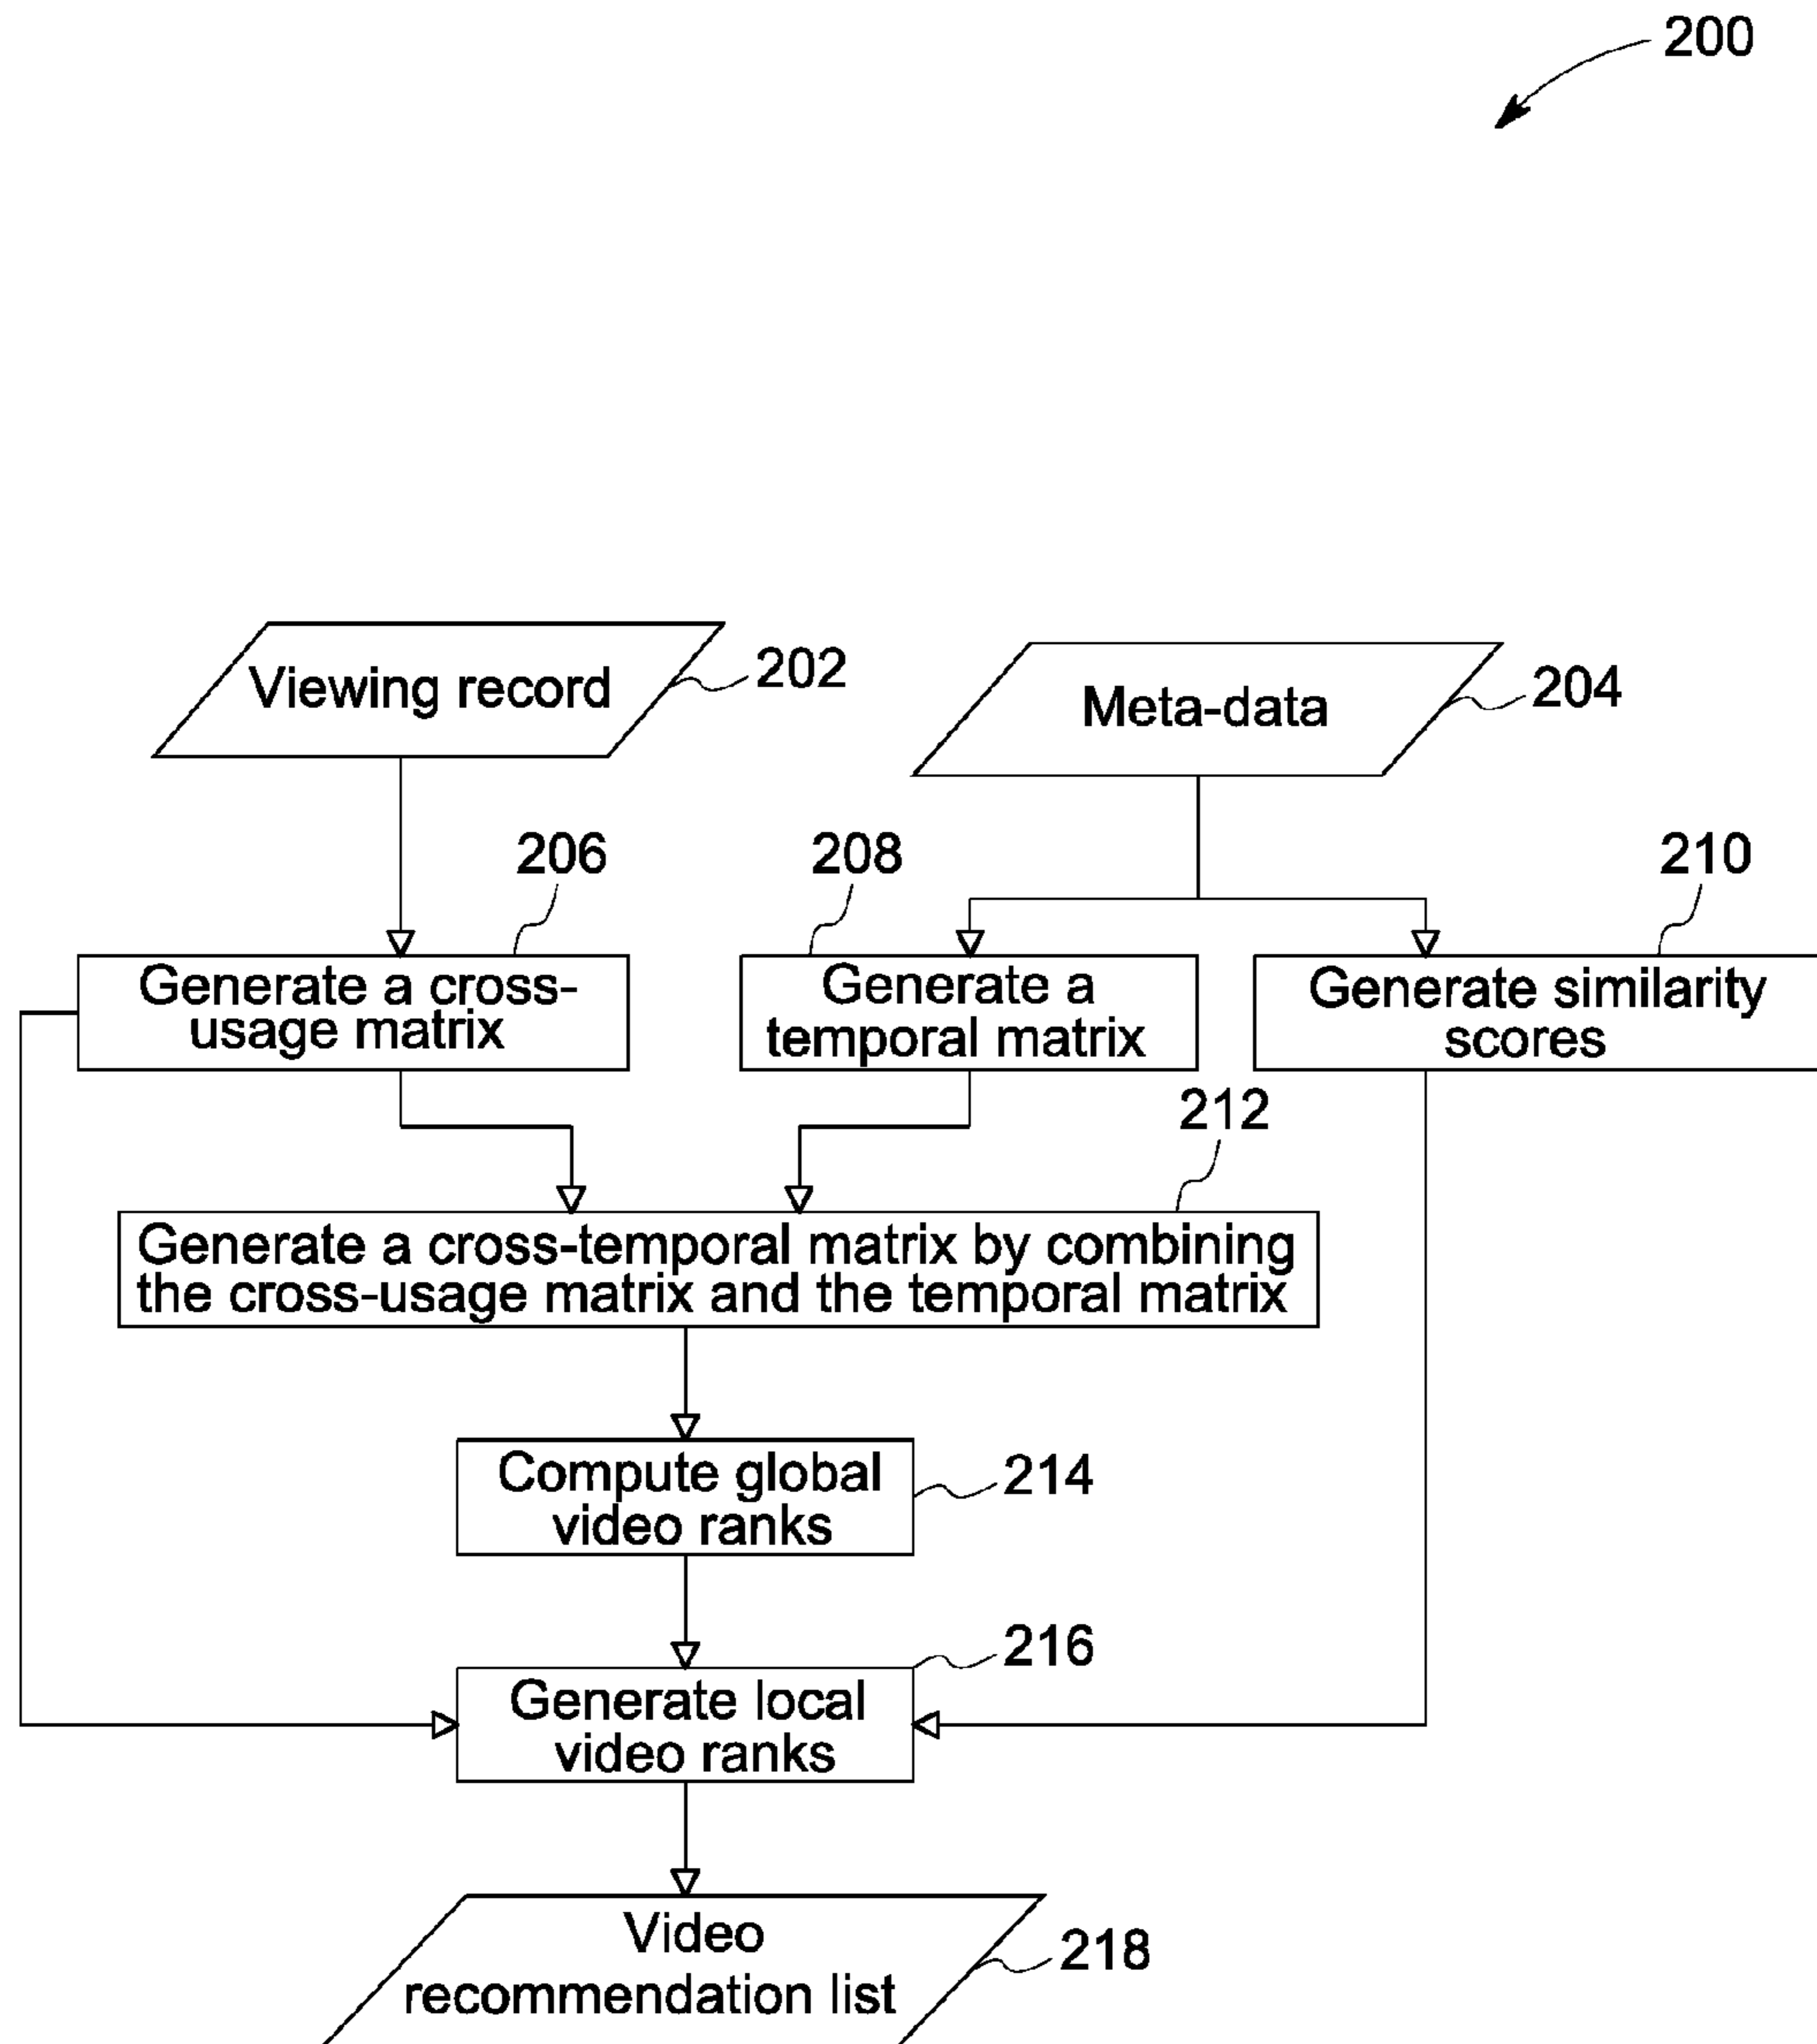 200
Viewing record
202
Meta-data
204
206
208
210
Generate a cross-
usage matrix
Generate a
temporal matrix
Generate similarity
scores
212
Generate a cross-temporal matrix by combining
the cross-usage matrix and the temporal matrix
Compute global
video ranks
214
216
Generate local
video ranks
Video
recommendation list
218